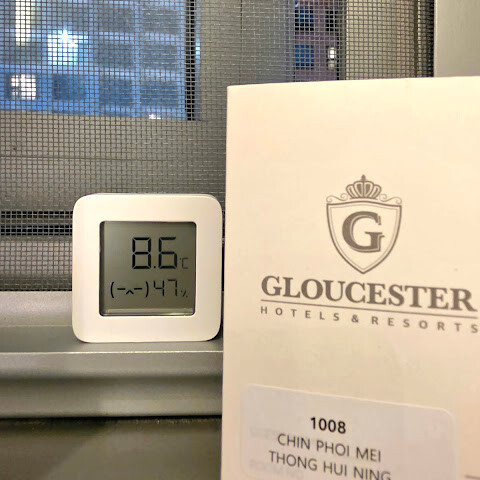 8.6°C
(-^-) 47%
G
GLOUCESTER
HOTELS & RESORTS
1008
CHIN PHOI MEI
THONG HUI NING